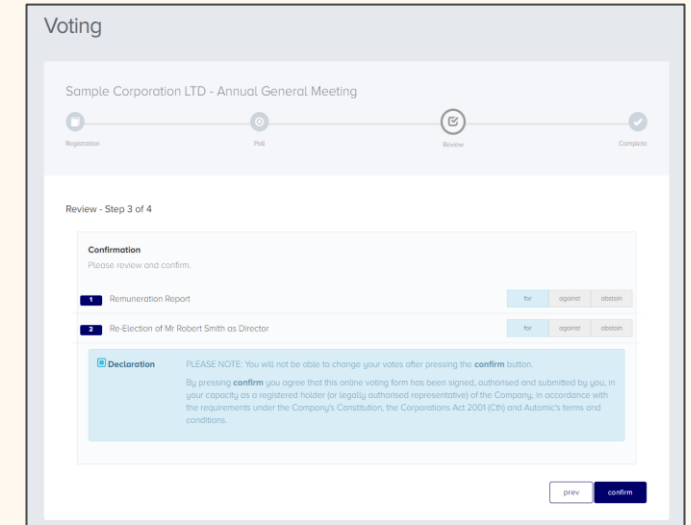 Voting
Sample Corporation LTD - Annual General Meeting
Registration Poll Review Complete
Review - Step 3 of 4
Confirmation
Please review and confirm.
1 Remuneration Report for against abstain
2 Re-Election of Mr Robert Smith as Director for against abstain
Declaration PLEASE NOTE: You will not be able to change your votes after pressing the confirm button.
By pressing confirm you agree that this online voting form has been signed, authorised and submitted by you, in
your capacity as a registered holder (or legally authorised representative) of the Company, in accordance with
the requirements under the Company's Constitution, the Corporations Act 2001 (Cth) and Automic's terms and
conditions.
prev confirm